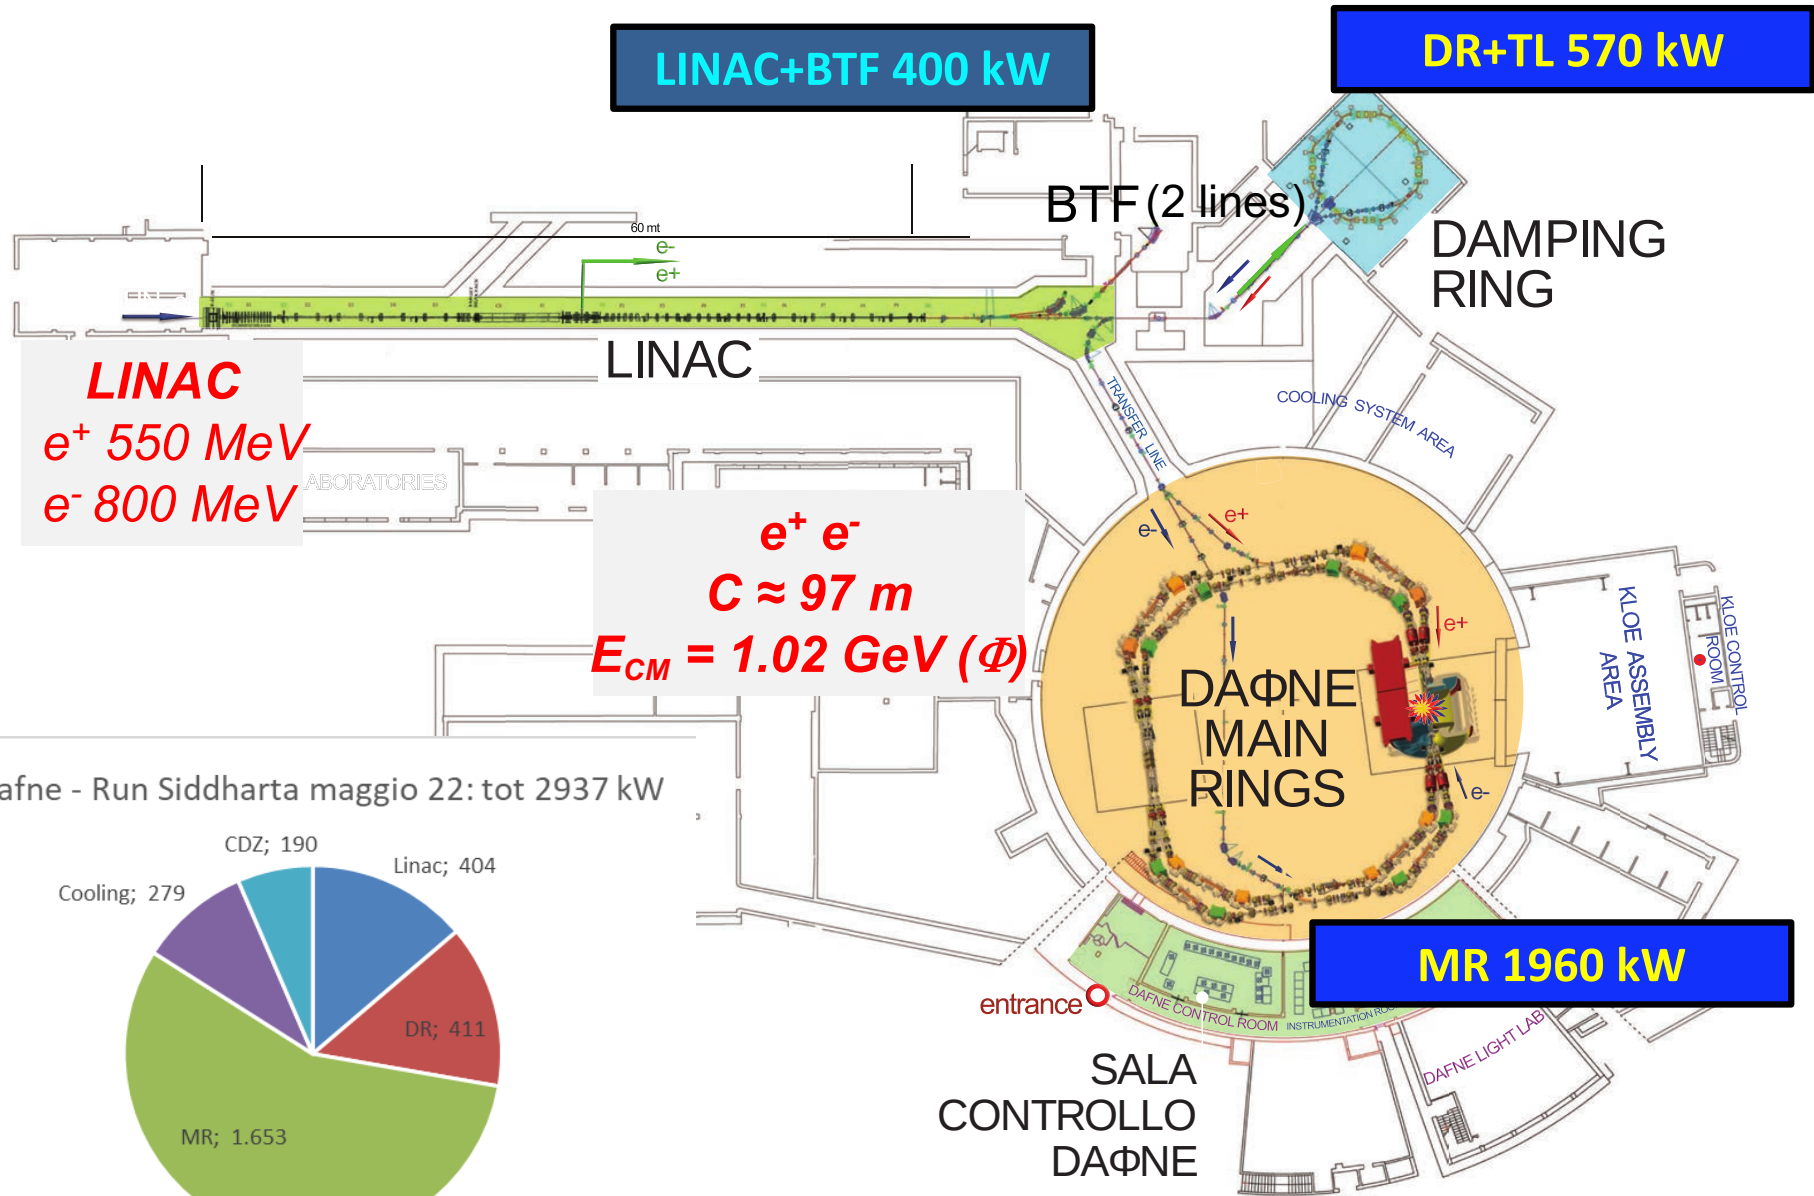 LINAC+BTF 400 kW
DR+TL 570 kW
BTF (2 lines)
60 mt
e-
e+
DAMPING
RING
LINAC
LINAC
e+ 550 MeV
e- 800 MeV
ABORATORIES
TRANSFER LINE
COOLING SYSTEM AREA
e+ e-
C ≈ 97 m
ECM = 1.02 GeV (Φ)
e-
e+
e+
e-
DAΦNE
MAIN
RINGS
KLOE ASSEMBLY
AREA
KLOE CONTROL
ROOM
afne - Run Siddharta maggio 22: tot 2937 kW
CDZ; 190
Linac; 404
Cooling; 279
DR; 411
MR; 1.653
MR 1960 kW
entrance
DAFNE CONTROL ROOM
INSTRUMENTATION ROO
DAFNE LIGHT LAB
SALA
CONTROLLO
DAΦNE